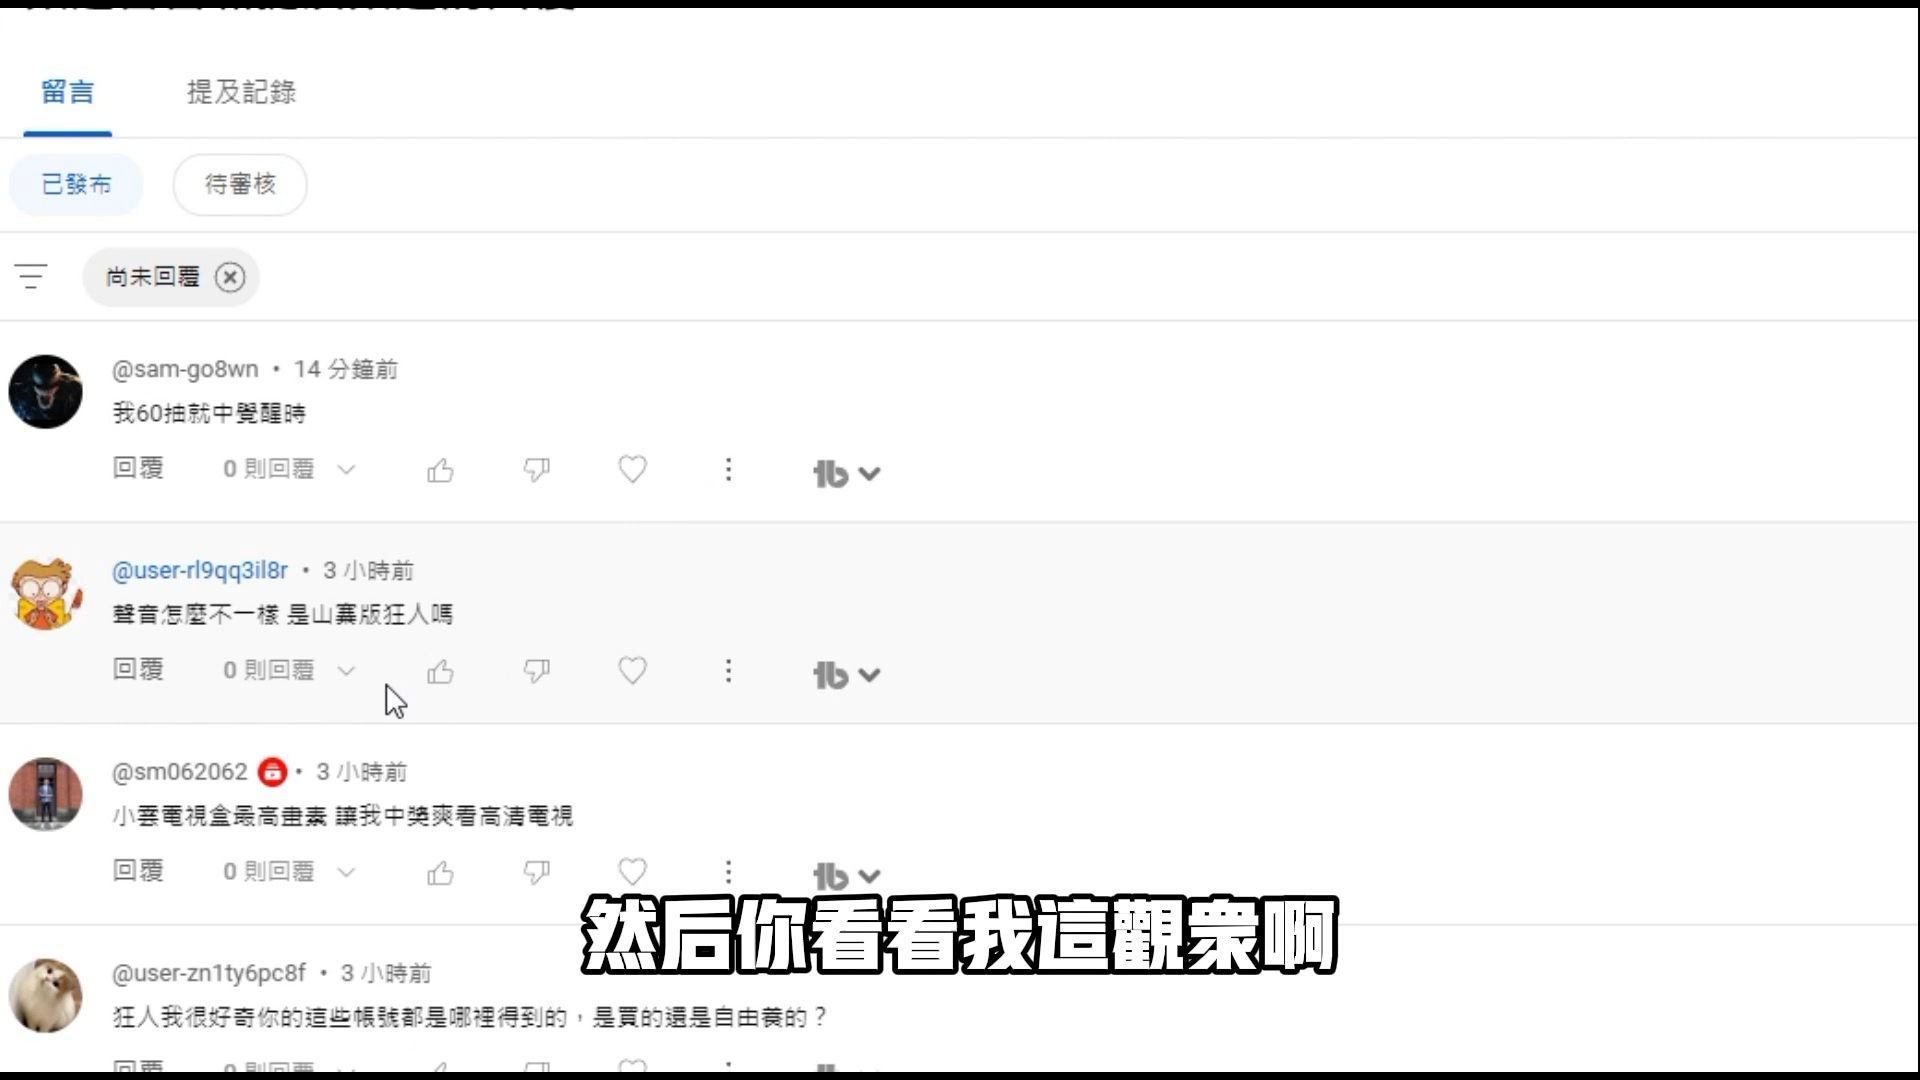 留言 提及記錄
已發布 待審核
尚未回覆
@sam-go8wn • 14 分鐘前
我60抽就中覺醒時
回覆 0 則回覆
@user-rl9qq3il8r • 3 小時前
聲音怎麼不一樣 是山寨版狂人嗎
回覆 0 則回覆
@sm062062 • 3 小時前
小雲電視盒最高畫素 讓我中獎爽看高清電視
回覆 0 則回覆
然后你看看我這觀衆啊
@user-zn1ty6pc8f • 3 小時前
狂人我很好奇你的這些帳號都是哪裡得到的，是買的還是自由養的？
回覆 0 則回覆